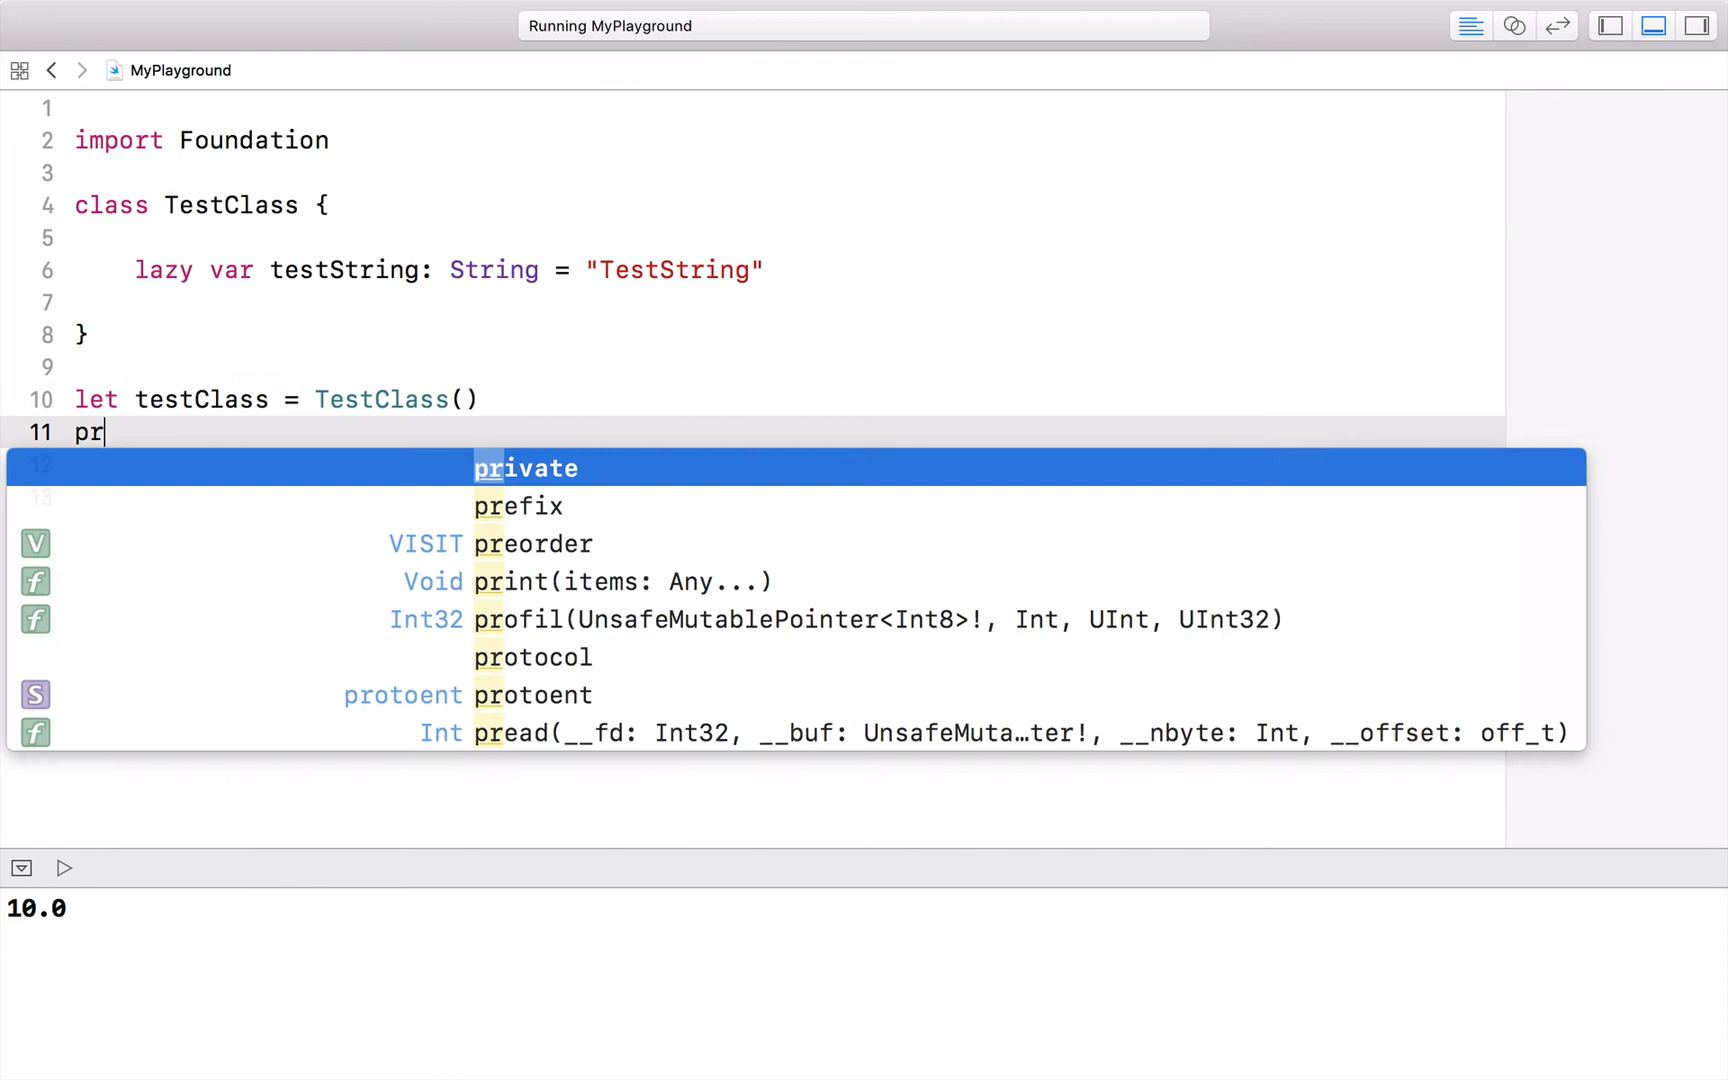 Running MyPlayground
MyPlayground
1
2 import Foundation
3
4 class TestClass {
5
6 lazy var testString: String = "TestString"
7
8 }
9
10 let testClass = TestClass()
11 pr
12 private
13 prefix
V VISIT preorder
f Void print(items: Any...)
f Int32 profil(UnsafeMutablePointer<Int8>!, Int, UInt, UInt32)
protocol
S protoent protoent
f Int pread(__fd: Int32, __buf: UnsafeMuta…ter!, __nbyte: Int, __offset: off_t)
10.0